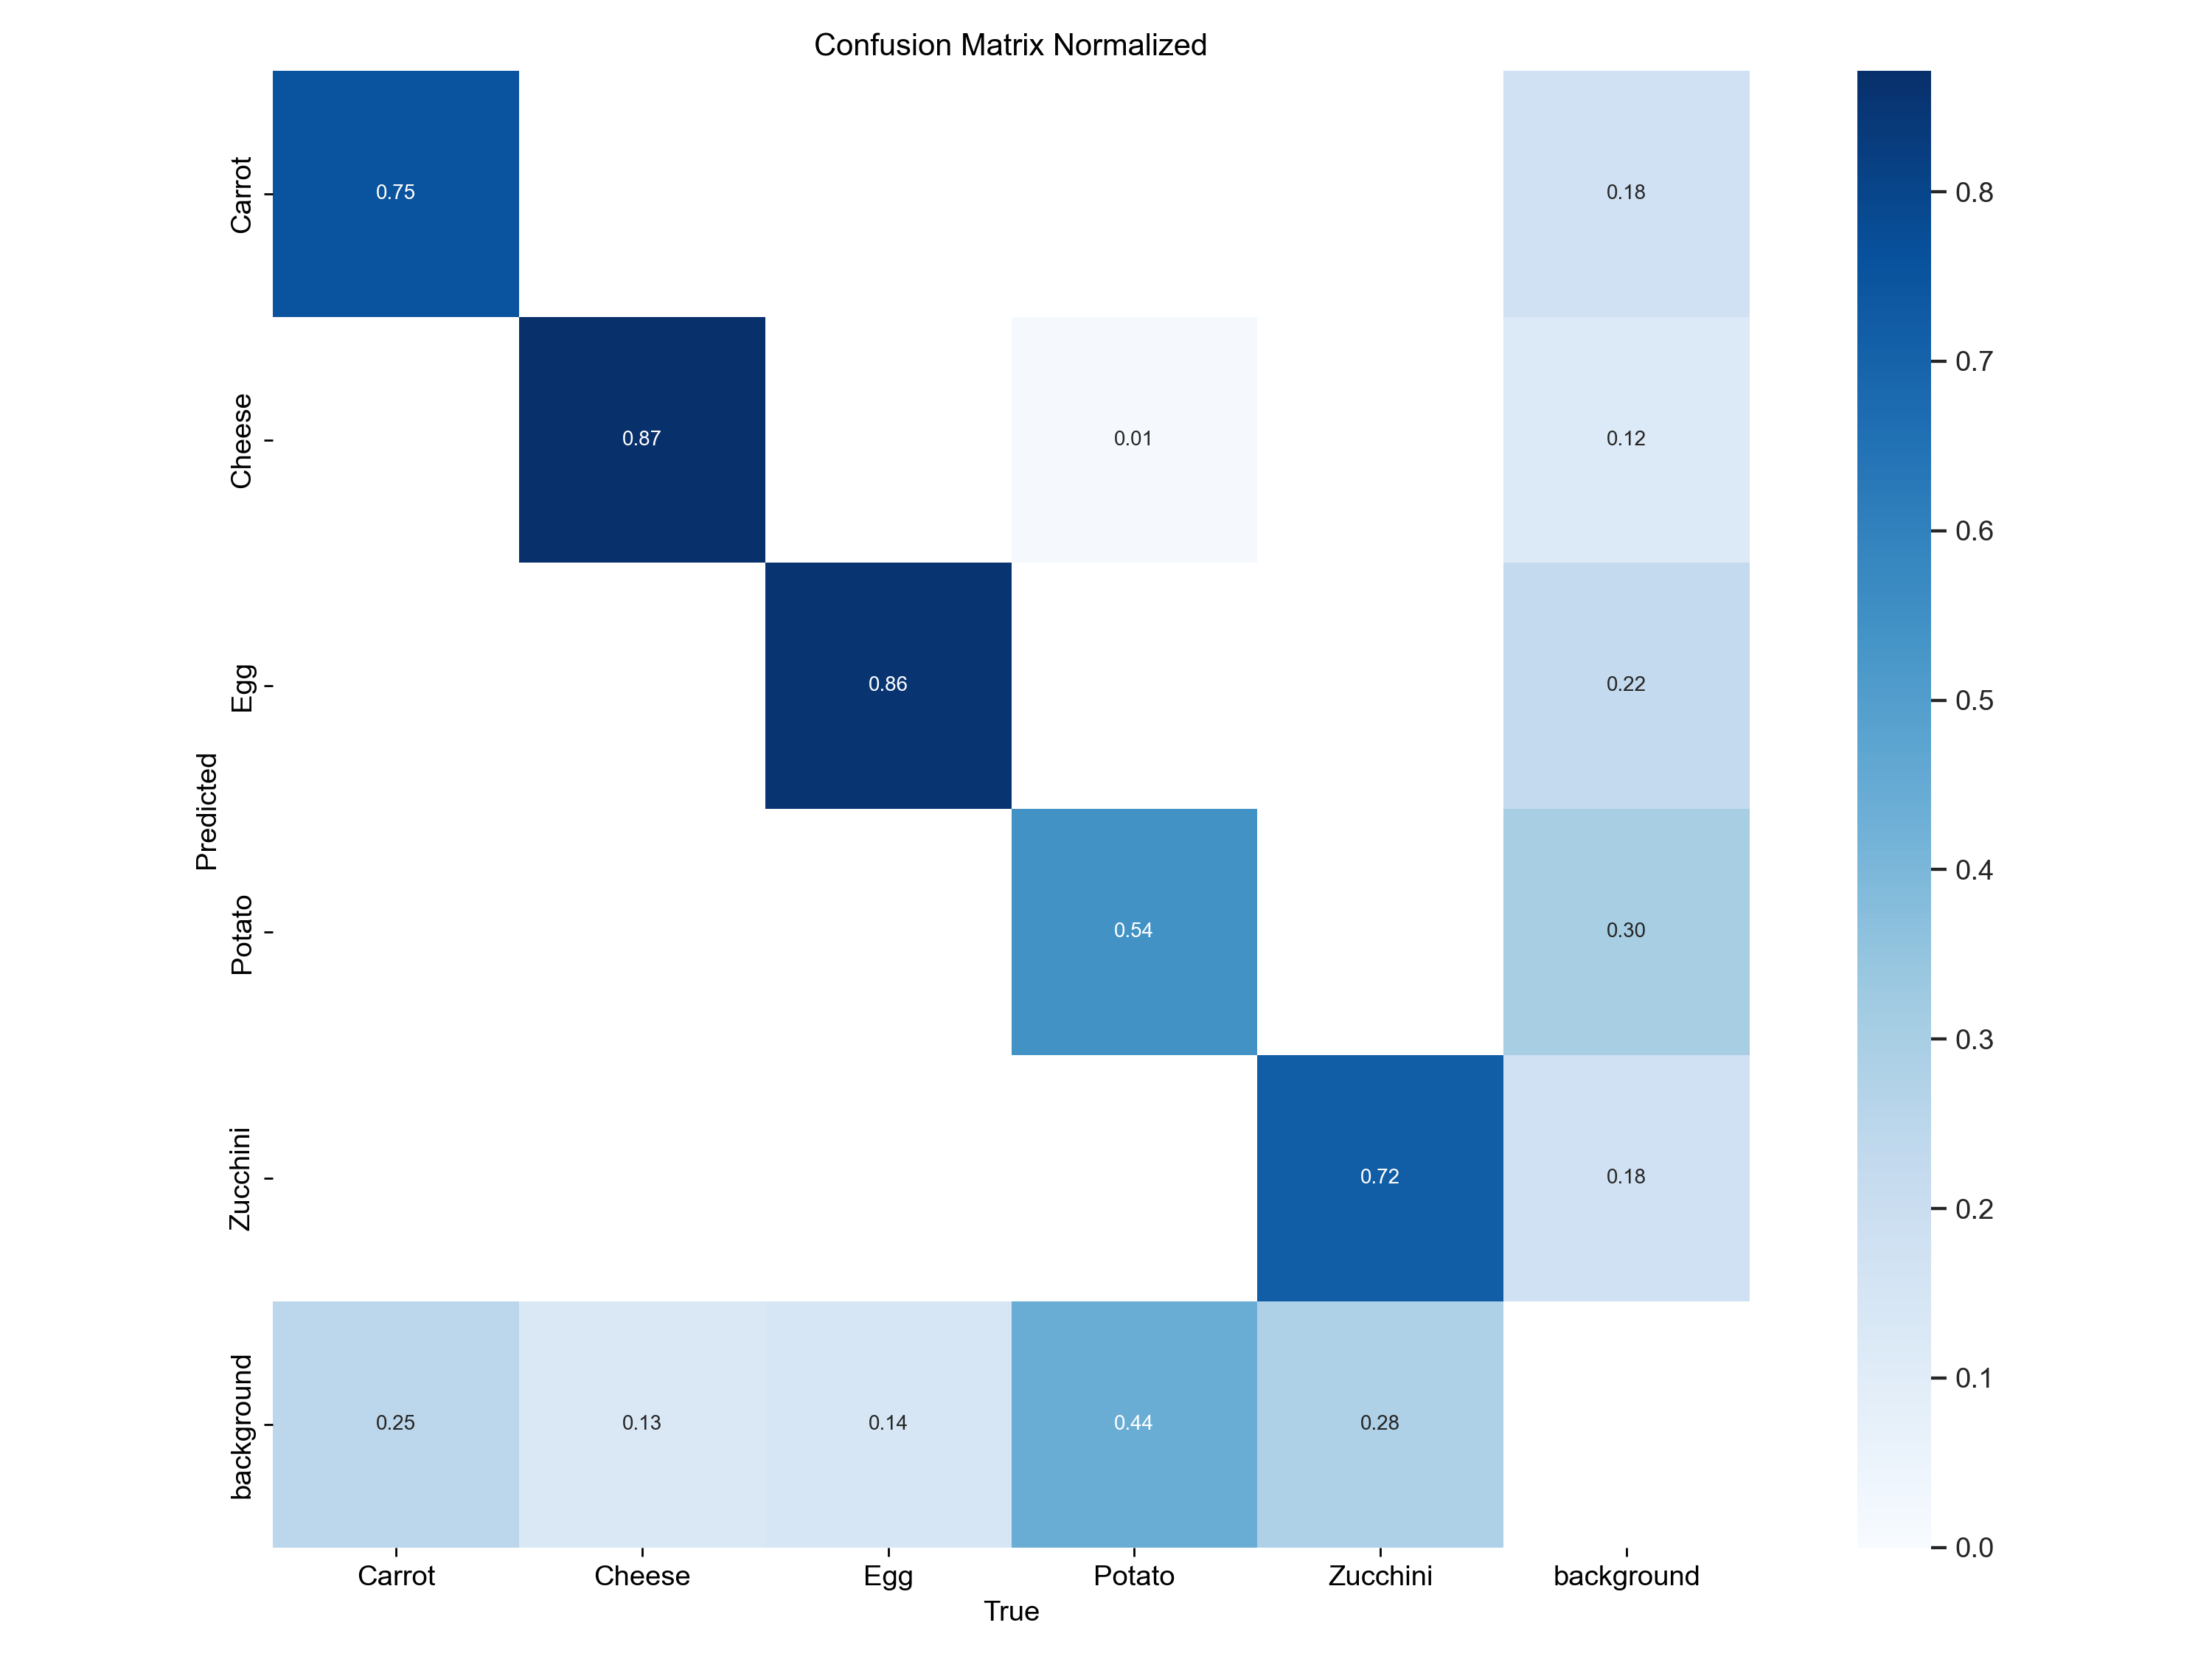 Confusion Matrix Normalized
Carrot
0.75
0.18
0.8
0.7
Cheese
0.87
0.01
0.12
0.6
Egg
0.86
0.22
0.5
Predicted
Potato
0.54
0.30
0.4
0.3
Zucchini
0.72
0.18
0.2
background
0.25
0.13
0.14
0.44
0.28
0.1
0.0
Carrot
Cheese
Egg
Potato
Zucchini
background
True